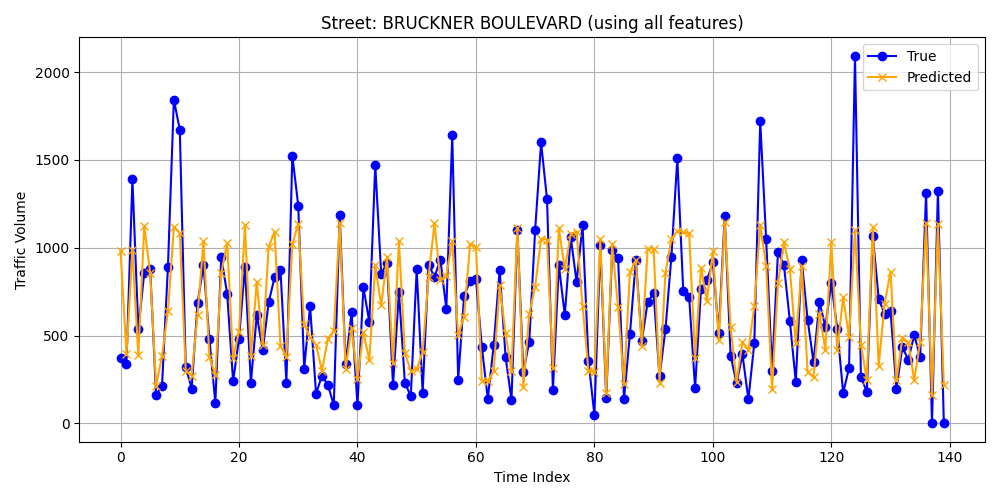 Street: BRUCKNER BOULEVARD (using all features)
True
Predicted
Traffic Volume
2000
1500
1000
500
0
0 20 40 60 80 100 120 140
Time Index